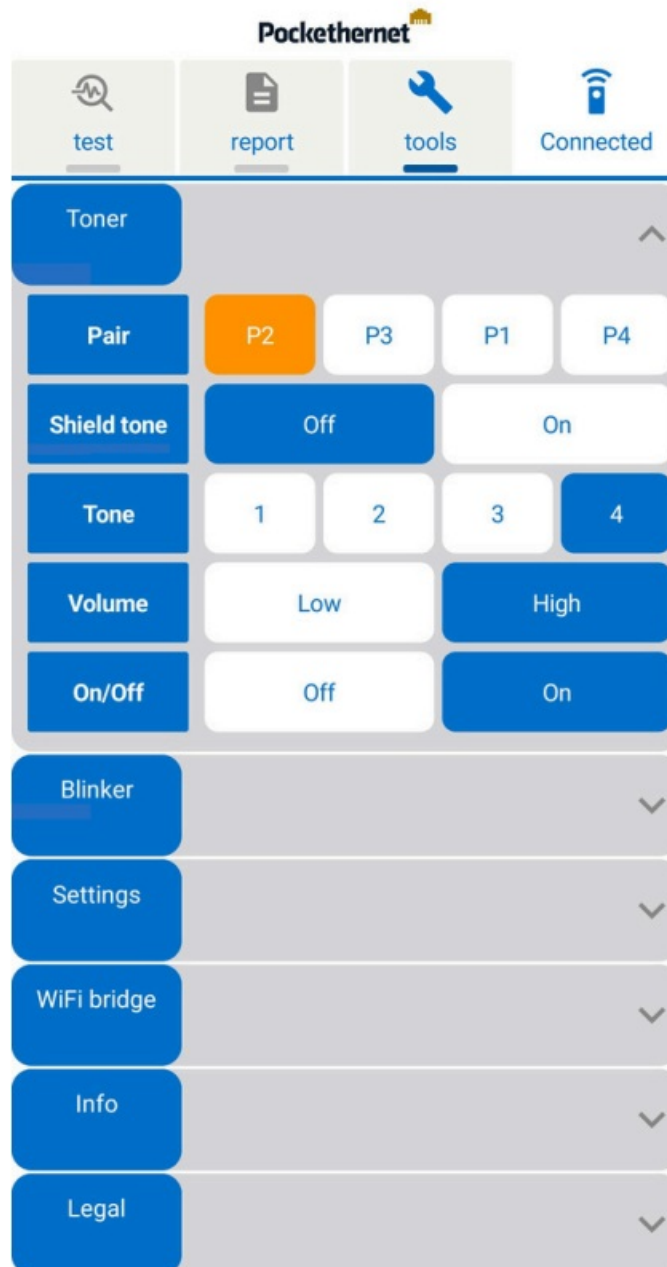 Pockethernet
test report tools Connected
Toner
Pair P2 P3 P1 P4
Shield tone Off On
Tone 1 2 3 4
Volume Low High
On/Off Off On
Blinker
Settings
WiFi bridge
Info
Legal